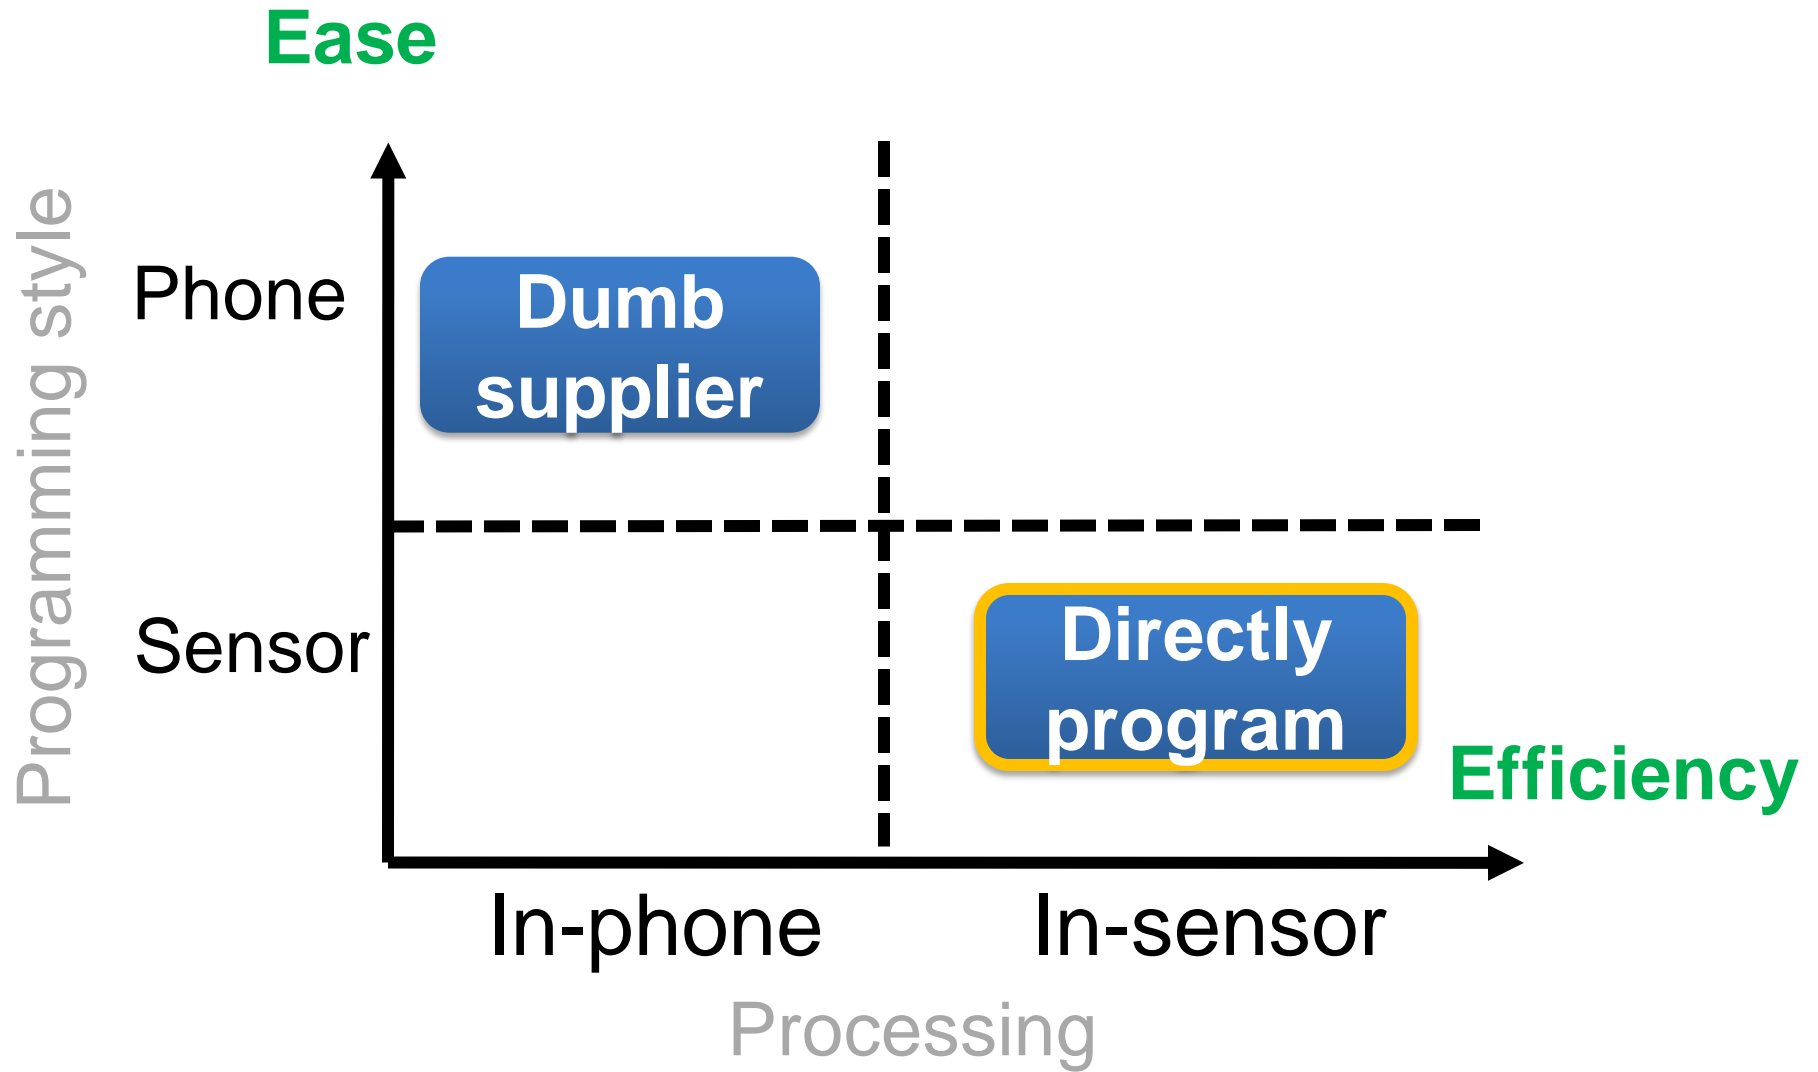 Ease
Programming style
Phone
Dumb
supplier
Sensor
Directly
program
Efficiency
In-phone
In-sensor
Processing